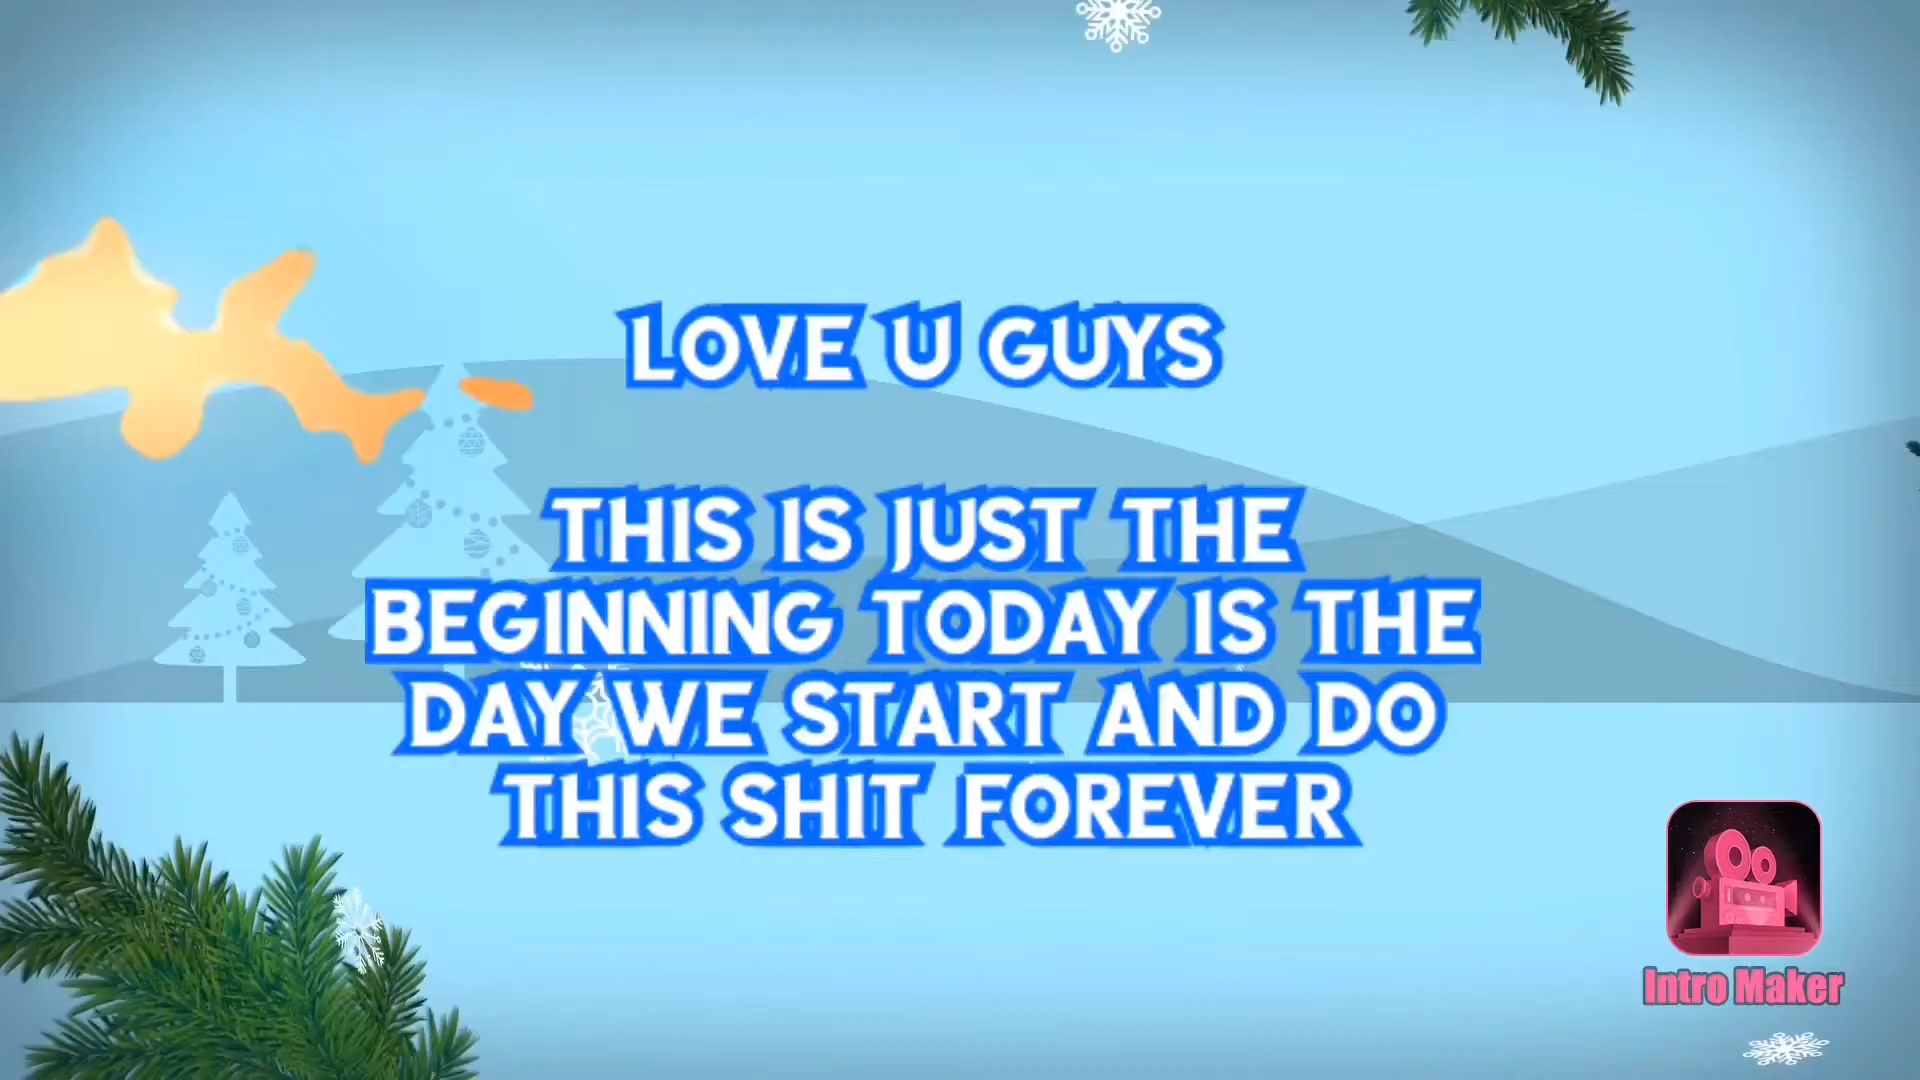 LOVE U GUYS
THIS IS JUST THE
BEGINNING TODAY IS THE
DAY WE START AND DO
THIS SHIT FOREVER
Intro Maker